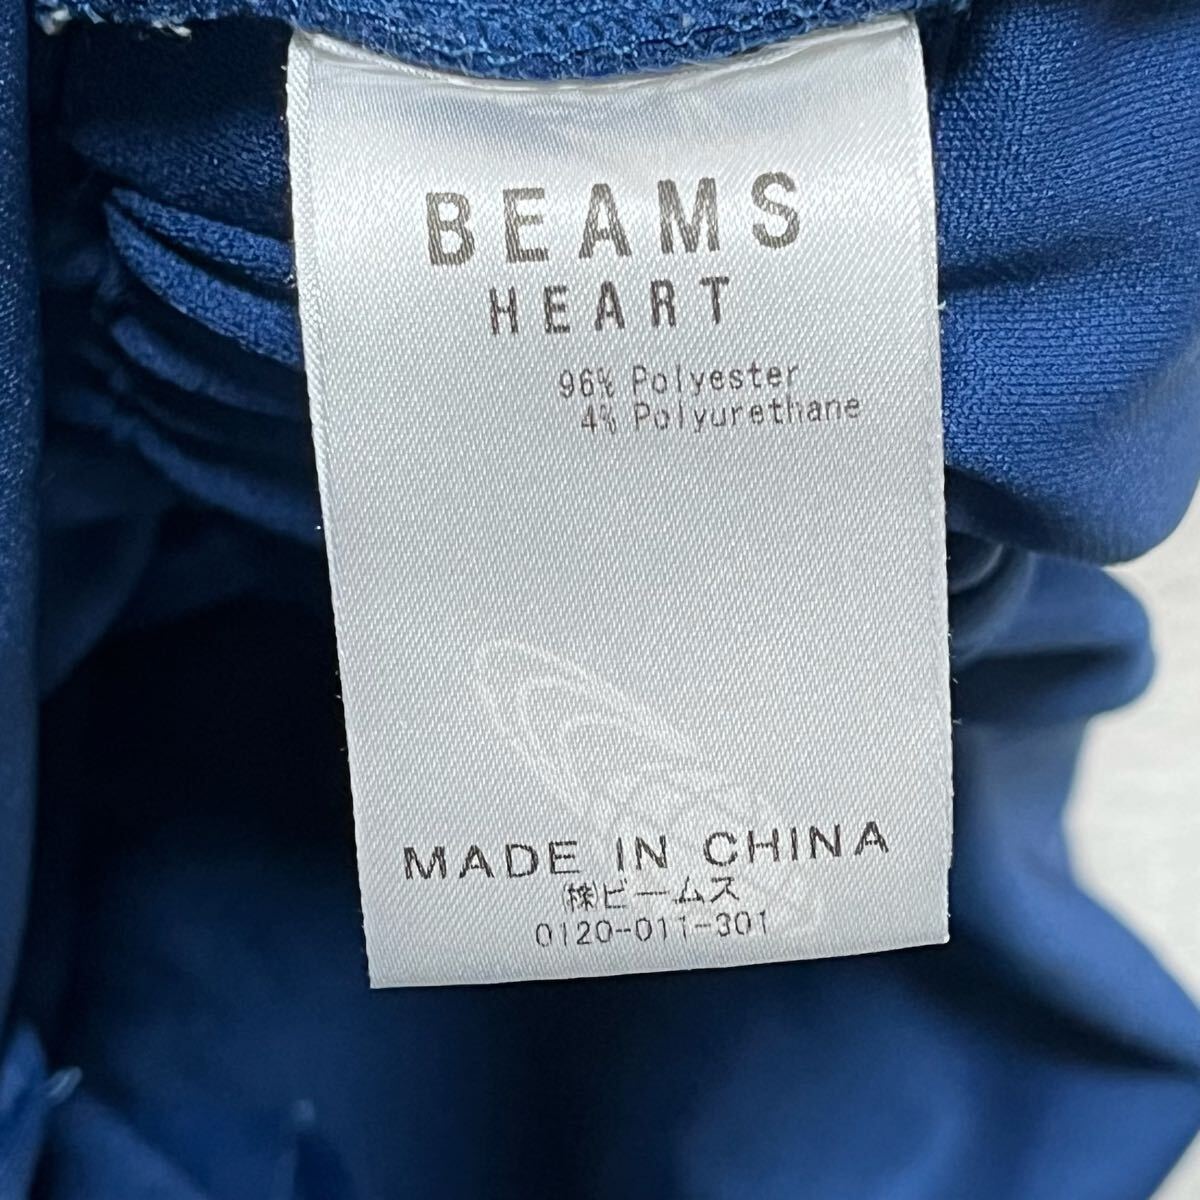 BEAMS
HEART
96% Polyester
4% Polyurethane
MADE IN CHINA
㈱ビームス
0120-011-301